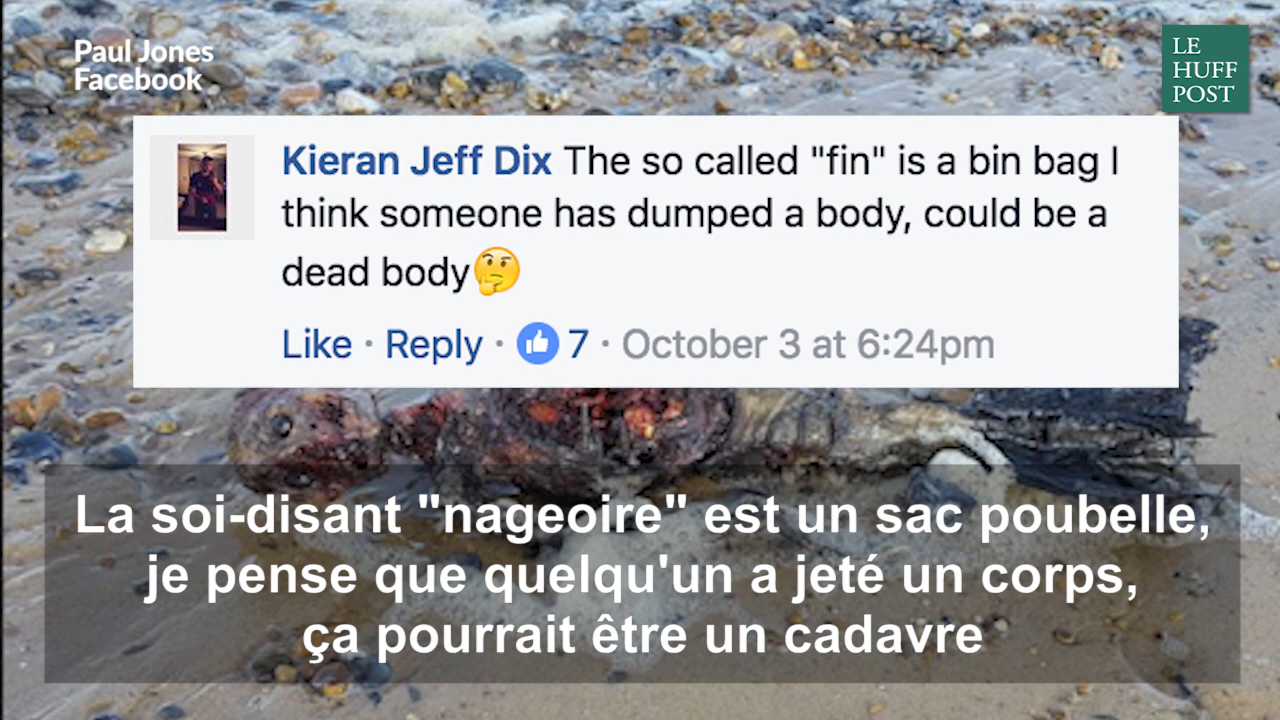 Paul Jones
Facebook
LE
HUFF
POST
Kieran Jeff Dix The so called "fin" is a bin bag I
think someone has dumped a body, could be a
dead body🤔
Like · Reply · 7 · October 3 at 6:24pm
La soi-disant "nageoire" est un sac poubelle,
je pense que quelqu'un a jeté un corps,
ça pourrait être un cadavre